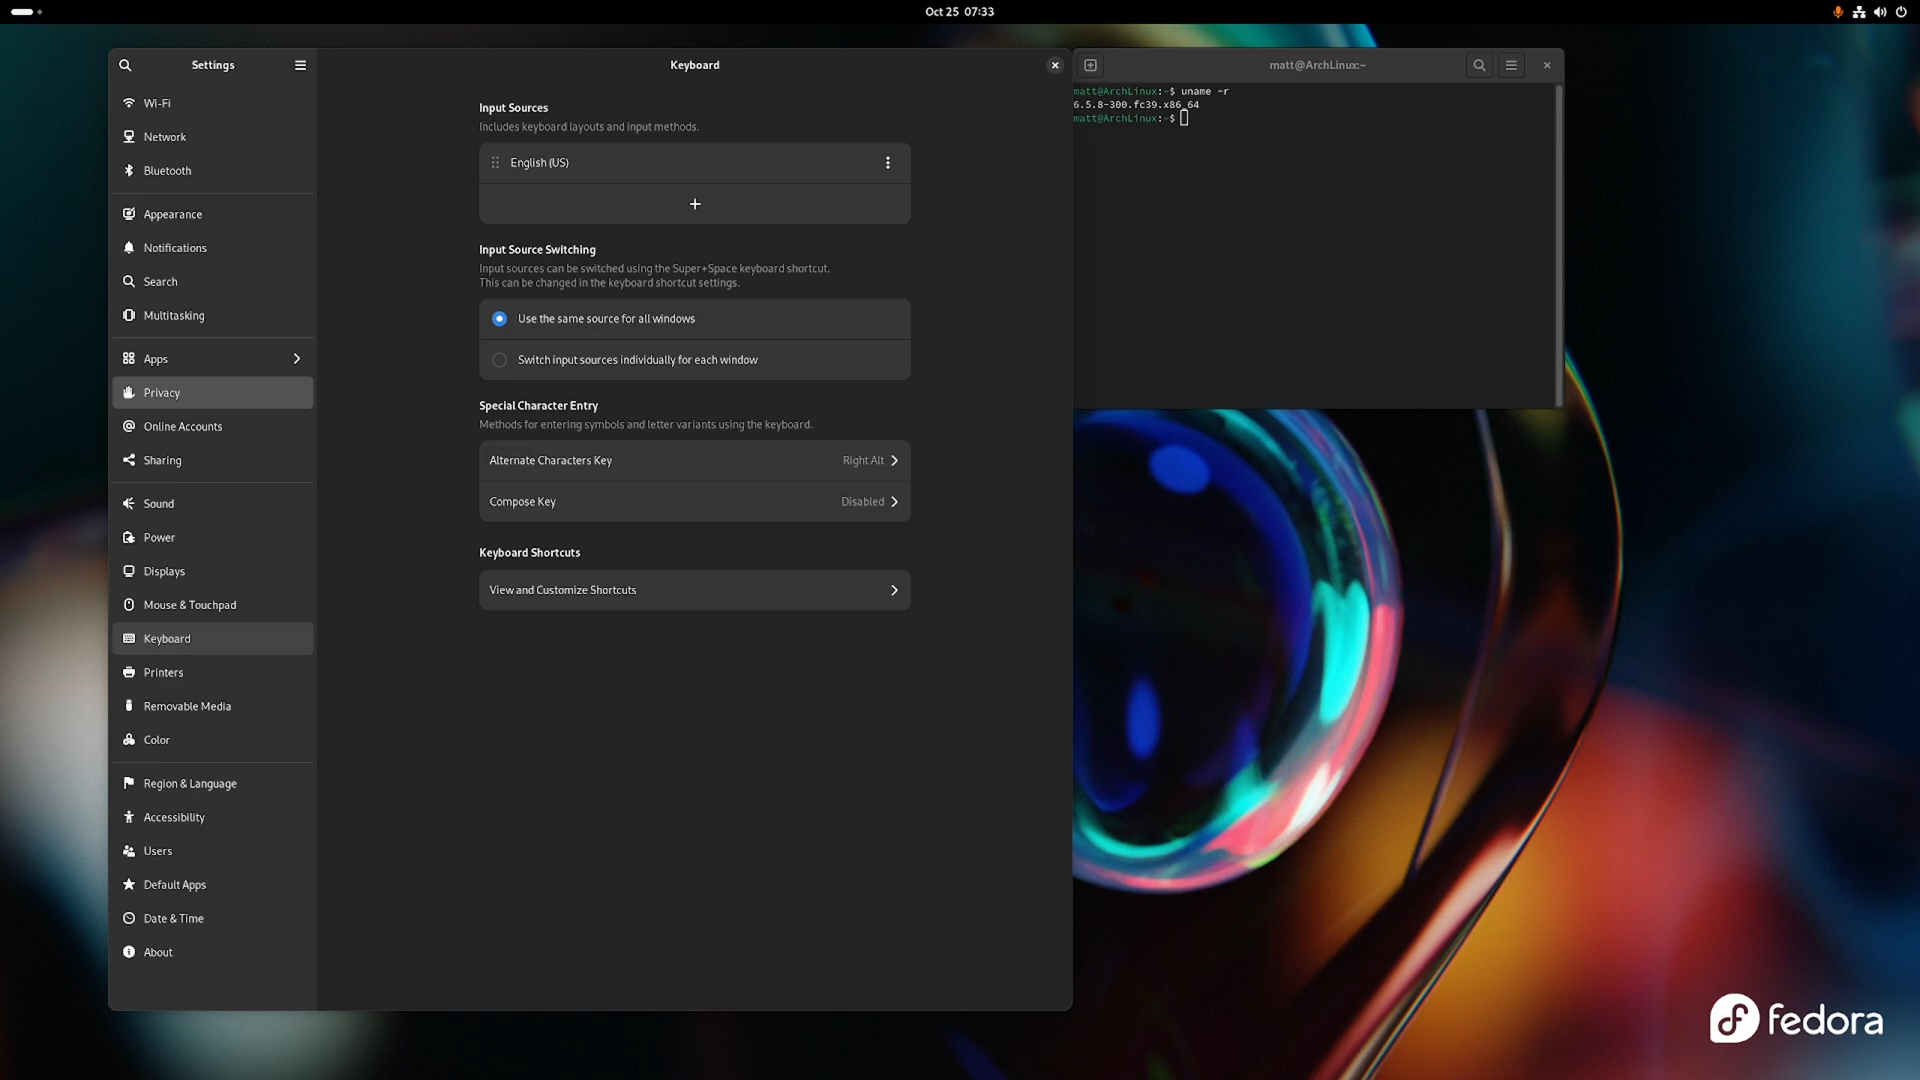 Oct 25 07:33
Settings
Wi-Fi
Network
Bluetooth
Appearance
Notifications
Search
Multitasking
Apps
Privacy
Online Accounts
Sharing
Sound
Power
Displays
Mouse & Touchpad
Keyboard
Printers
Removable Media
Color
Region & Language
Accessibility
Users
Default Apps
Date & Time
About
Keyboard
Input Sources
Includes keyboard layouts and input methods.
English (US)
Input Source Switching
Input sources can be switched using the Super+Space keyboard shortcut.
This can be changed in the keyboard shortcut settings.
Use the same source for all windows
Switch input sources individually for each window
Special Character Entry
Methods for entering symbols and letter variants using the keyboard.
Alternate Characters Key Right Alt
Compose Key Disabled
Keyboard Shortcuts
View and Customize Shortcuts
matt@ArchLinux:~
matt@ArchLinux:~$ uname -r
6.5.8-300.fc39.x86_64
matt@ArchLinux:~$
fedora